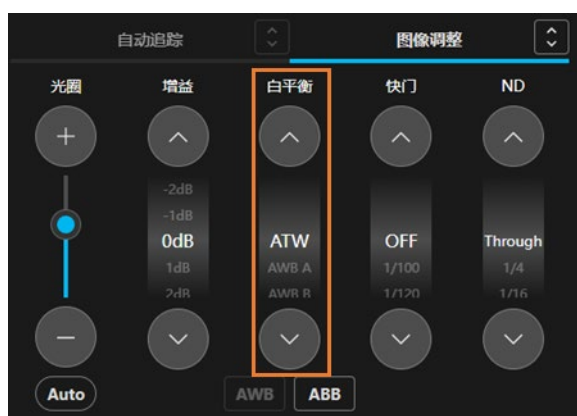 自动追踪 图像调整
光圈 增益 白平衡 快门 ND
-2dB
-1dB
0dB ATW OFF Through
1dB AWB A 1/100 1/4
2dB AWB B 1/120 1/16
Auto AWB ABB